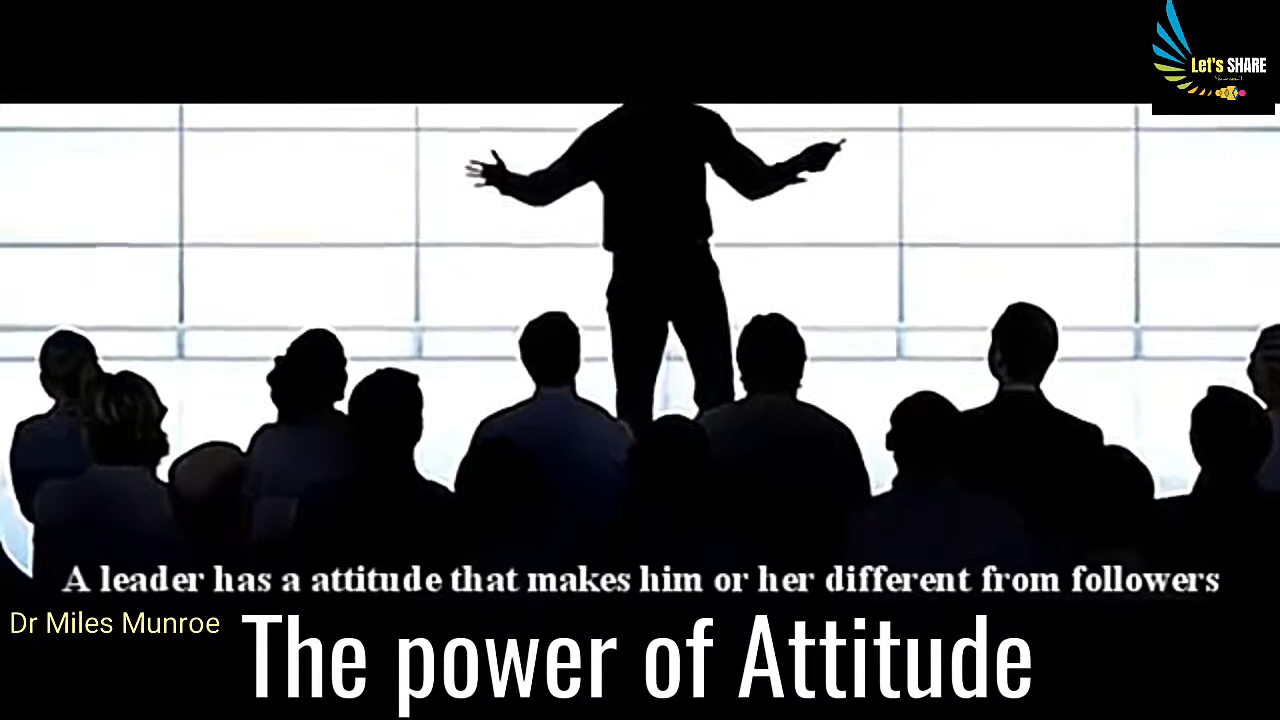 Let's SHARE
A leader has a attitude that makes him or her different from followers
Dr Miles Munroe
The power of Attitude